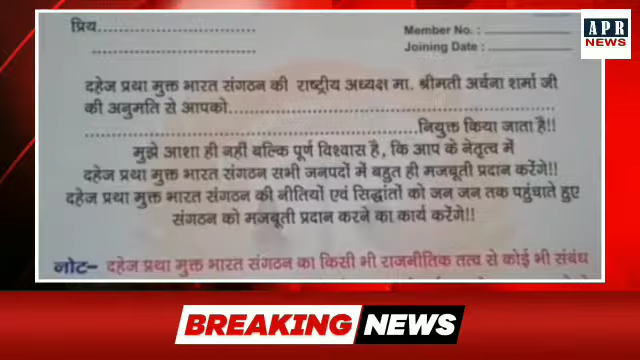 प्रिय............................................
............................................
Member No. : ______________
Joining Date : ______________
APR
NEWS
दहेज प्रथा मुक्त भारत संगठन की राष्ट्रीय अध्यक्ष मा. श्रीमती अर्चना शर्मा जी
की अनुमति से आपको............................................................
............................................................नियुक्त किया जाता है!!
मुझे आशा ही नहीं बल्कि पूर्ण विश्वास है, कि आप के नेतृत्व में
दहेज प्रथा मुक्त भारत संगठन सभी जनपदों में बहुत ही मजबूती प्रदान करेंगे!!
दहेज प्रथा मुक्त भारत संगठन की नीतियों एवं सिद्धांतों को जन जन तक पहुंचाते हुए
संगठन को मजबूती प्रदान करने का कार्य करेंगे!!
नोट– दहेज प्रथा मुक्त भारत संगठन का किसी भी राजनीतिक तत्व से कोई भी संबंध
BREAKING NEWS